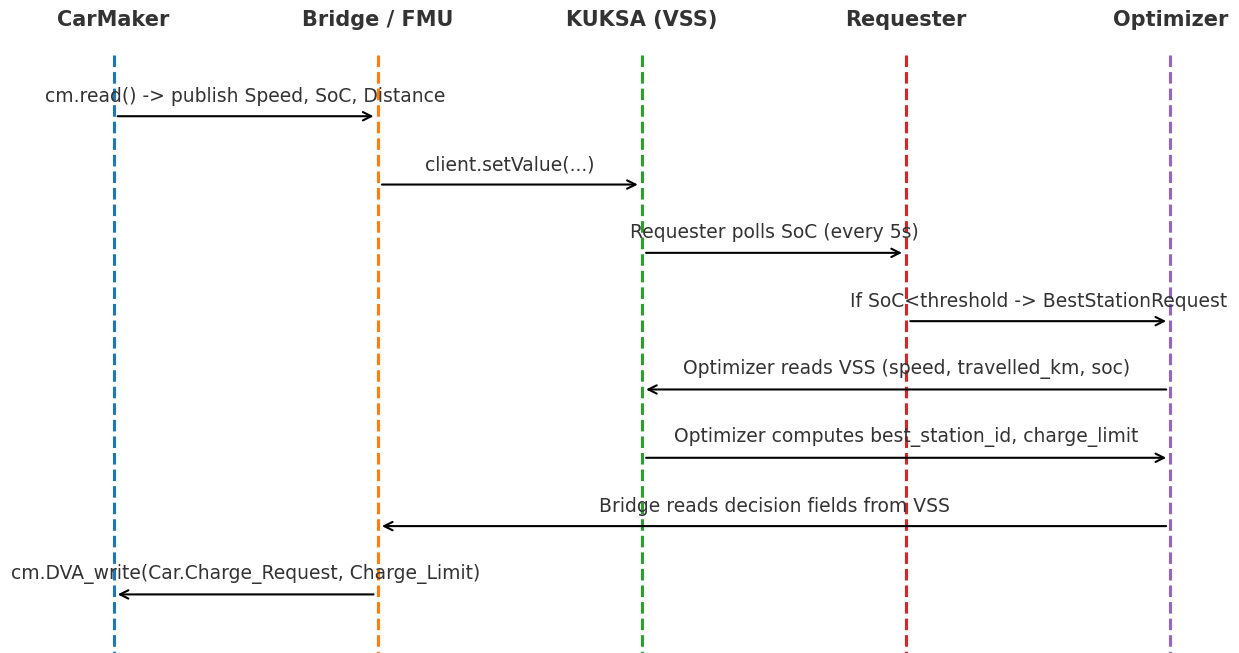 CarMaker
Bridge / FMU
KUKSA (VSS)
Requester
Optimizer
cm.read() -> publish Speed, SoC, Distance
client.setValue(...)
Requester polls SoC (every 5s)
If SoC<threshold -> BestStationRequest
Optimizer reads VSS (speed, travelled_km, soc)
Optimizer computes best_station_id, charge_limit
Bridge reads decision fields from VSS
cm.DVA_write(Car.Charge_Request, Charge_Limit)